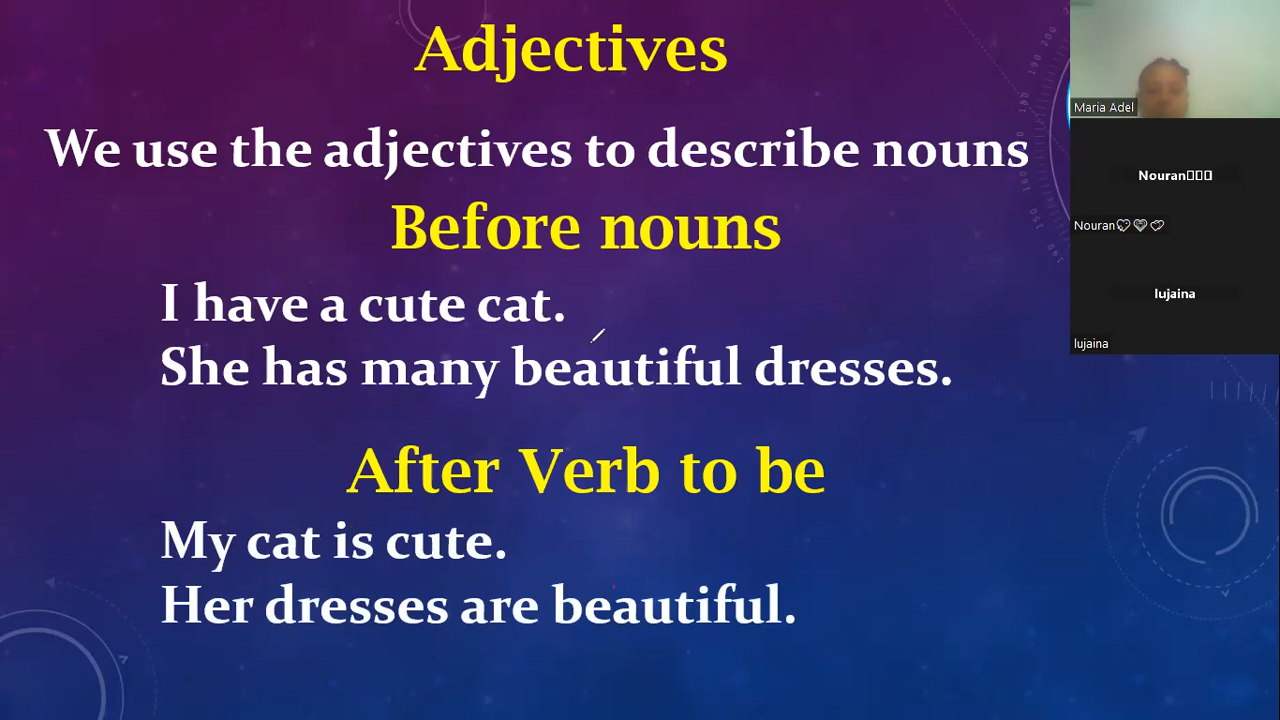 Adjectives
We use the adjectives to describe nouns
Before nouns
I have a cute cat.
She has many beautiful dresses.
After Verb to be
My cat is cute.
Her dresses are beautiful.
Maria Adel
Nouran
Nouran
lujaina
lujaina